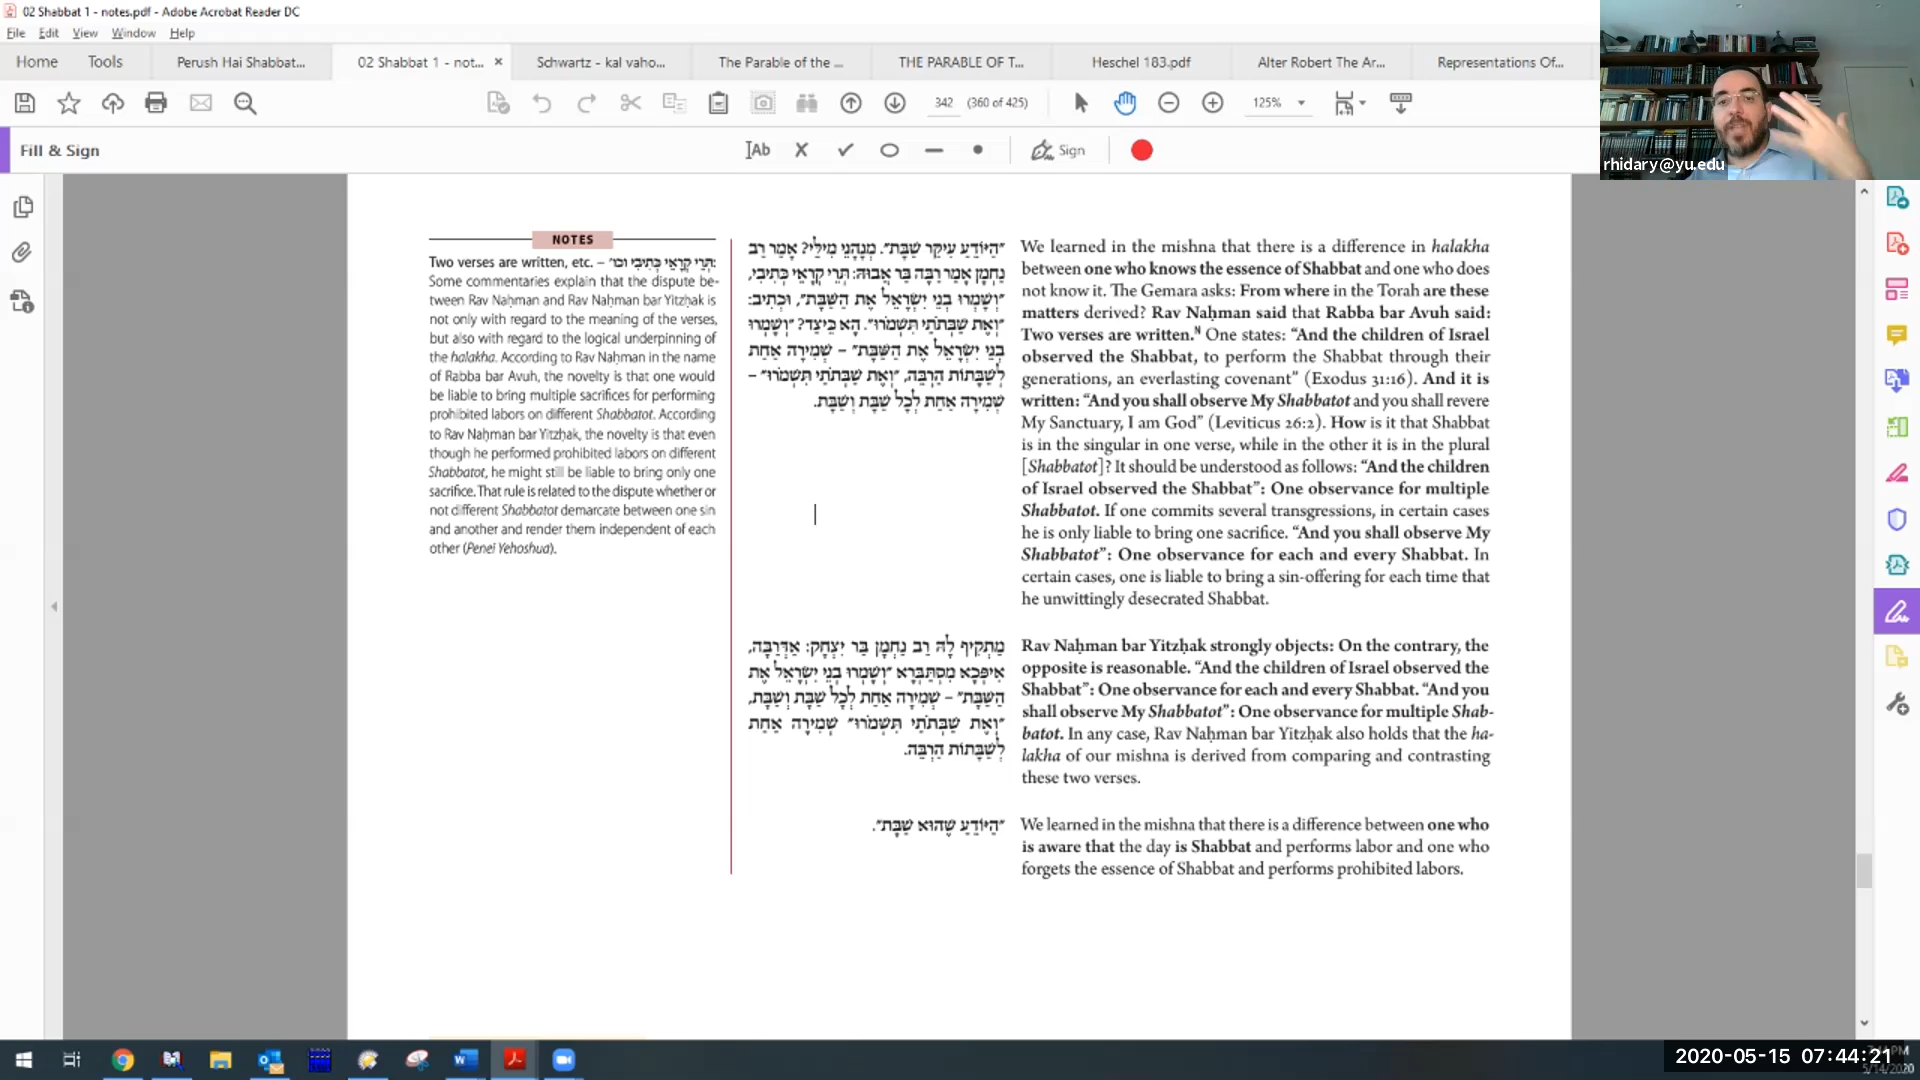 02 Shabbat 1 - notes.pdf - Adobe Acrobat Reader DC
File Edit View Window Help
Home Tools Perush Hai Shabbat... 02 Shabbat 1 - not... × Schwartz - kal vaho... The Parable of the ... THE PARABLE OF T... Heschel 183.pdf Alter Robert The Ar... Representations Of...
342 (360 of 425) 125%
Fill & Sign
Ab Sign
rhidary@yu.edu
NOTES
Two verses are written, etc. – תְּרֵי קְרָאֵי כְּתִיבִי וכו׳:
Some commentaries explain that the dispute be-
tween Rav Naḥman and Rav Naḥman bar Yitzḥak is
not only with regard to the meaning of the verses,
but also with regard to the logical underpinning of
the halakha. According to Rav Naḥman in the name
of Rabba bar Avuh, the novelty is that one would
be liable to bring multiple sacrifices for performing
prohibited labors on different Shabbatot. According
to Rav Naḥman bar Yitzḥak, the novelty is that even
though he performed prohibited labors on different
Shabbatot, he might still be liable to bring only one
sacrifice. That rule is related to the dispute whether or
not different Shabbatot demarcate between one sin
and another and render them independent of each
other (Penei Yehoshua).
״הַיּוֹדֵעַ עִיקַּר שַׁבָּת״. מְנָהָנֵי מִילֵּי? אָמַר רַב
נַחְמָן אָמַר רַבָּה בַּר אֲבוּהּ: תְּרֵי קְרָאֵי כְּתִיבִי,
״וְשָׁמְרוּ בְנֵי יִשְׂרָאֵל אֶת הַשַּׁבָּת״, וּכְתִיב:
״וְאֶת שַׁבְּתֹתַי תִּשְׁמֹרוּ״. הָא כֵּיצַד? ״וְשָׁמְרוּ
בְנֵי יִשְׂרָאֵל אֶת הַשַּׁבָּת״ – שְׁמִירָה אַחַת
לְשַׁבָּתוֹת הַרְבֵּה, ״וְאֶת שַׁבְּתֹתַי תִּשְׁמֹרוּ״ –
שְׁמִירָה אַחַת לְכָל שַׁבָּת וְשַׁבָּת.
מַתְקִיף לָהּ רַב נַחְמָן בַּר יִצְחָק: אַדְּרַבָּה,
אִיפְּכָא מִסְתַּבְּרָא ״וְשָׁמְרוּ בְנֵי יִשְׂרָאֵל אֶת
הַשַּׁבָּת״ – שְׁמִירָה אַחַת לְכָל שַׁבָּת וְשַׁבָּת,
״וְאֶת שַׁבְּתֹתַי תִּשְׁמֹרוּ״ שְׁמִירָה אַחַת
לְשַׁבָּתוֹת הַרְבֵּה.
״הַיּוֹדֵעַ שֶׁהוּא שַׁבָּת״.
We learned in the mishna that there is a difference in halakha
between one who knows the essence of Shabbat and one who does
not know it. The Gemara asks: From where in the Torah are these
matters derived? Rav Naḥman said that Rabba bar Avuh said:
Two verses are written.N One states: “And the children of Israel
observed the Shabbat, to perform the Shabbat through their
generations, an everlasting covenant” (Exodus 31:16). And it is
written: “And you shall observe My Shabbatot and you shall revere
My Sanctuary, I am God” (Leviticus 26:2). How is it that Shabbat
is in the singular in one verse, while in the other it is in the plural
[Shabbatot]? It should be understood as follows: “And the children
of Israel observed the Shabbat”: One observance for multiple
Shabbatot. If one commits several transgressions, in certain cases
he is only liable to bring one sacrifice. “And you shall observe My
Shabbatot”: One observance for each and every Shabbat. In
certain cases, one is liable to bring a sin-offering for each time that
he unwittingly desecrated Shabbat.
Rav Naḥman bar Yitzḥak strongly objects: On the contrary, the
opposite is reasonable. “And the children of Israel observed the
Shabbat”: One observance for each and every Shabbat. “And you
shall observe My Shabbatot”: One observance for multiple Shab-
batot. In any case, Rav Naḥman bar Yitzḥak also holds that the ha-
lakha of our mishna is derived from comparing and contrasting
these two verses.
We learned in the mishna that there is a difference between one who
is aware that the day is Shabbat and performs labor and one who
forgets the essence of Shabbat and performs prohibited labors.
2020-05-15 07:44:21
5/14/2020